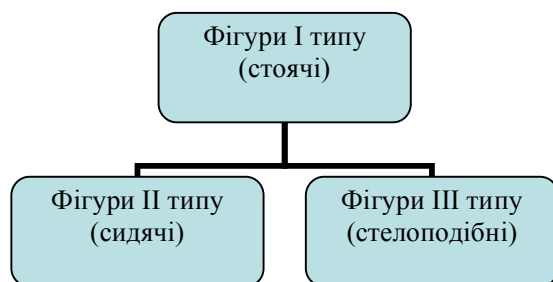 Фігури І типу
(стоячі)
Фігури ІІ типу
(сидячі)
Фігури ІІІ типу
(стелоподібні)